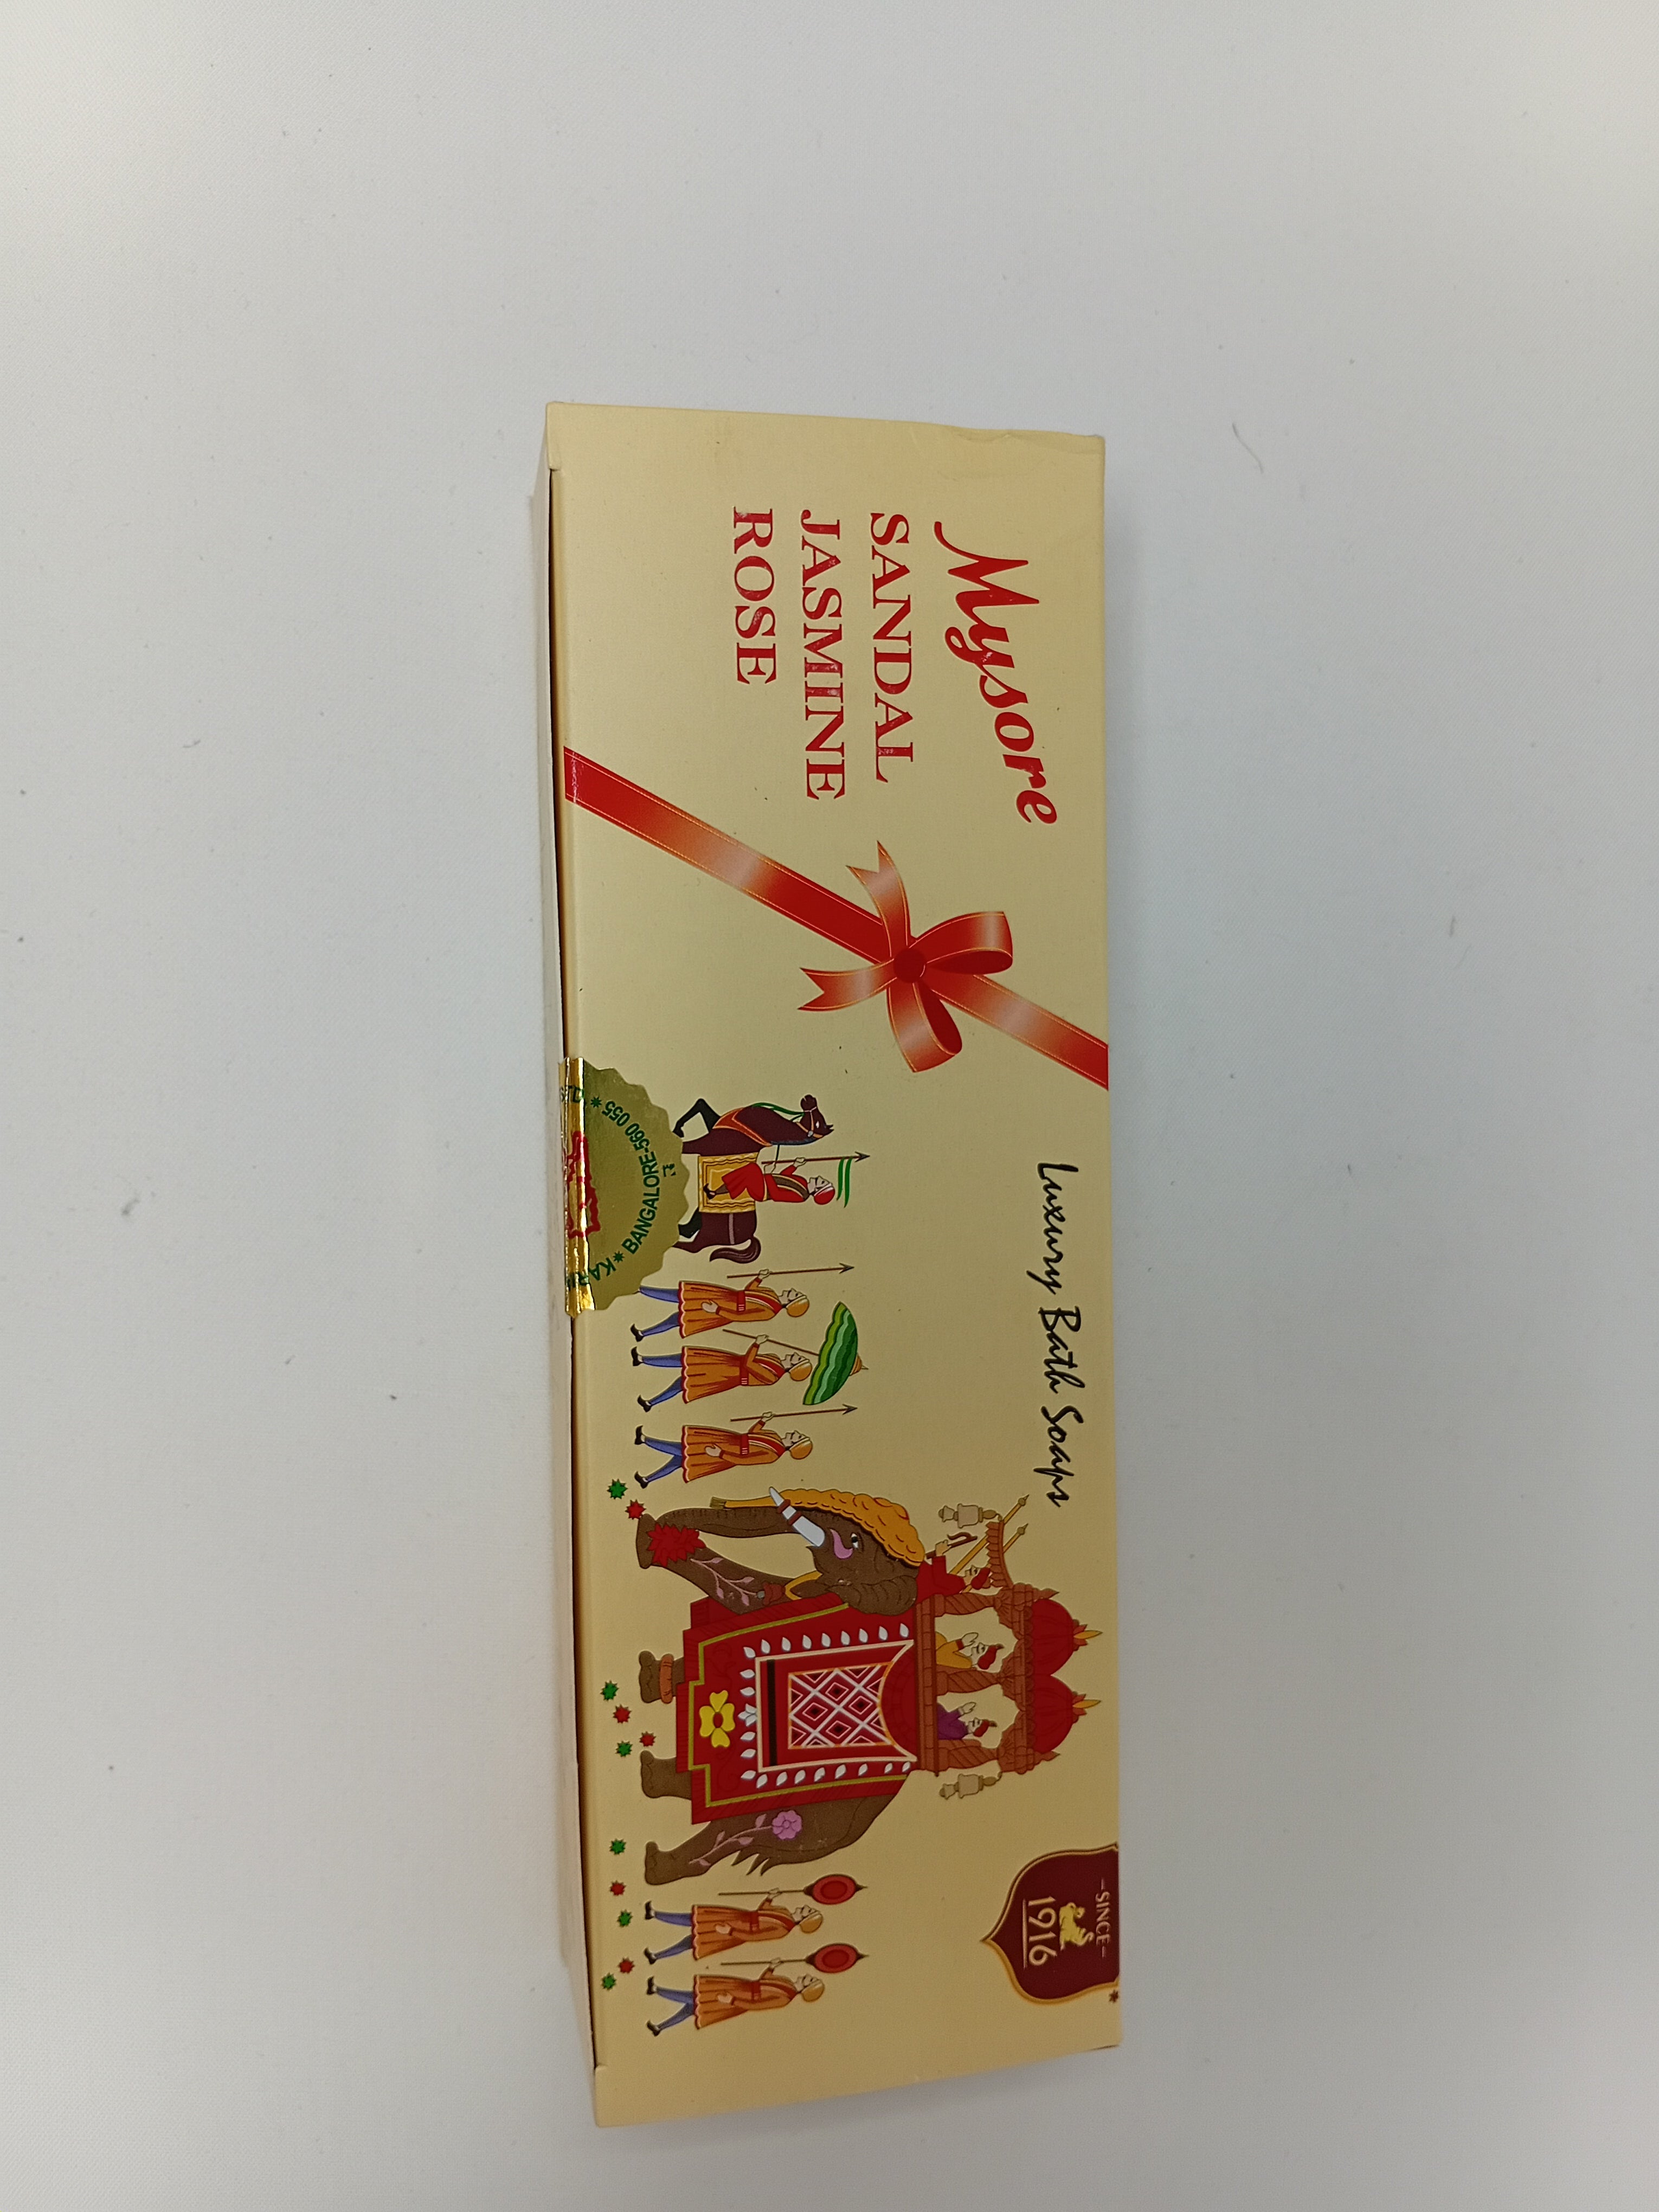 Mysore
SANDAL
JASMINE
ROSE
Luxury Bath Soaps
SINCE
1916
BANGALORE-560 055